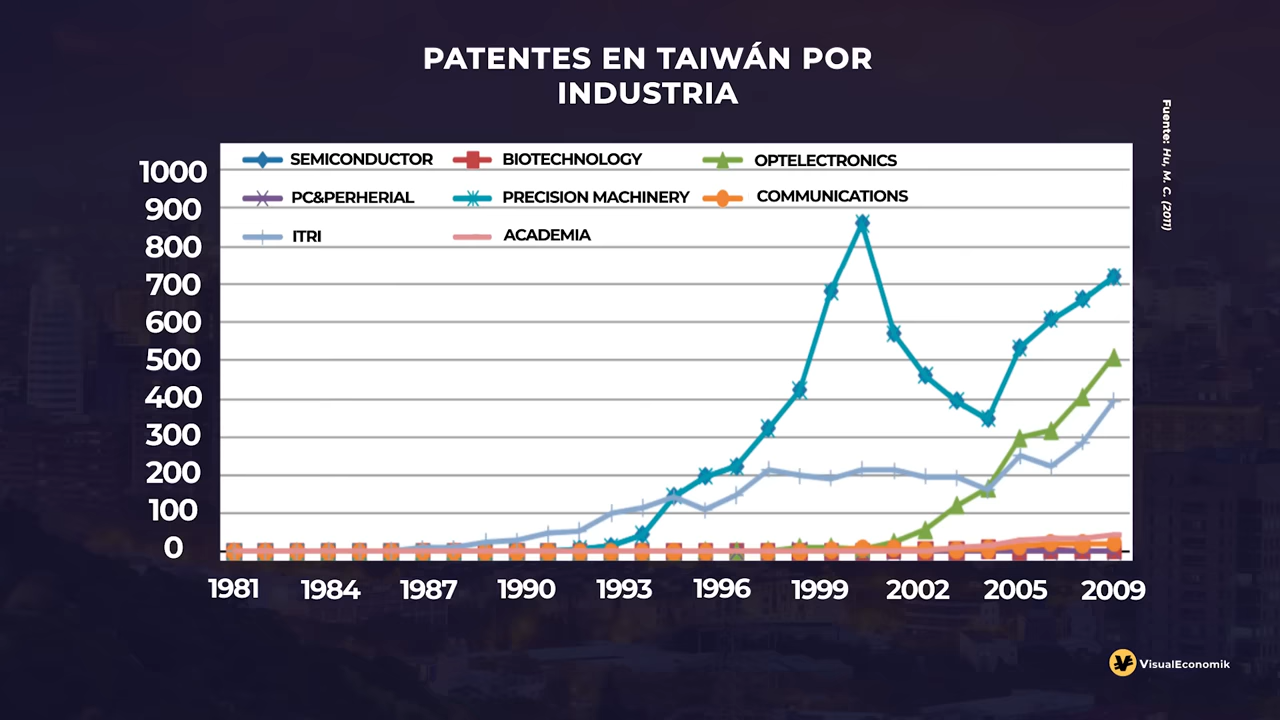 PATENTES EN TAIWÁN POR
INDUSTRIA
Fuente: Hu, M. C. (2011)
SEMICONDUCTOR
BIOTECHNOLOGY
OPTELECTRONICS
PC&PERHERIAL
PRECISION MACHINERY
COMMUNICATIONS
ITRI
ACADEMIA
1000
900
800
700
600
500
400
300
200
100
0
1981 1984 1987 1990 1993 1996 1999 2002 2005 2009
VisualEconomik